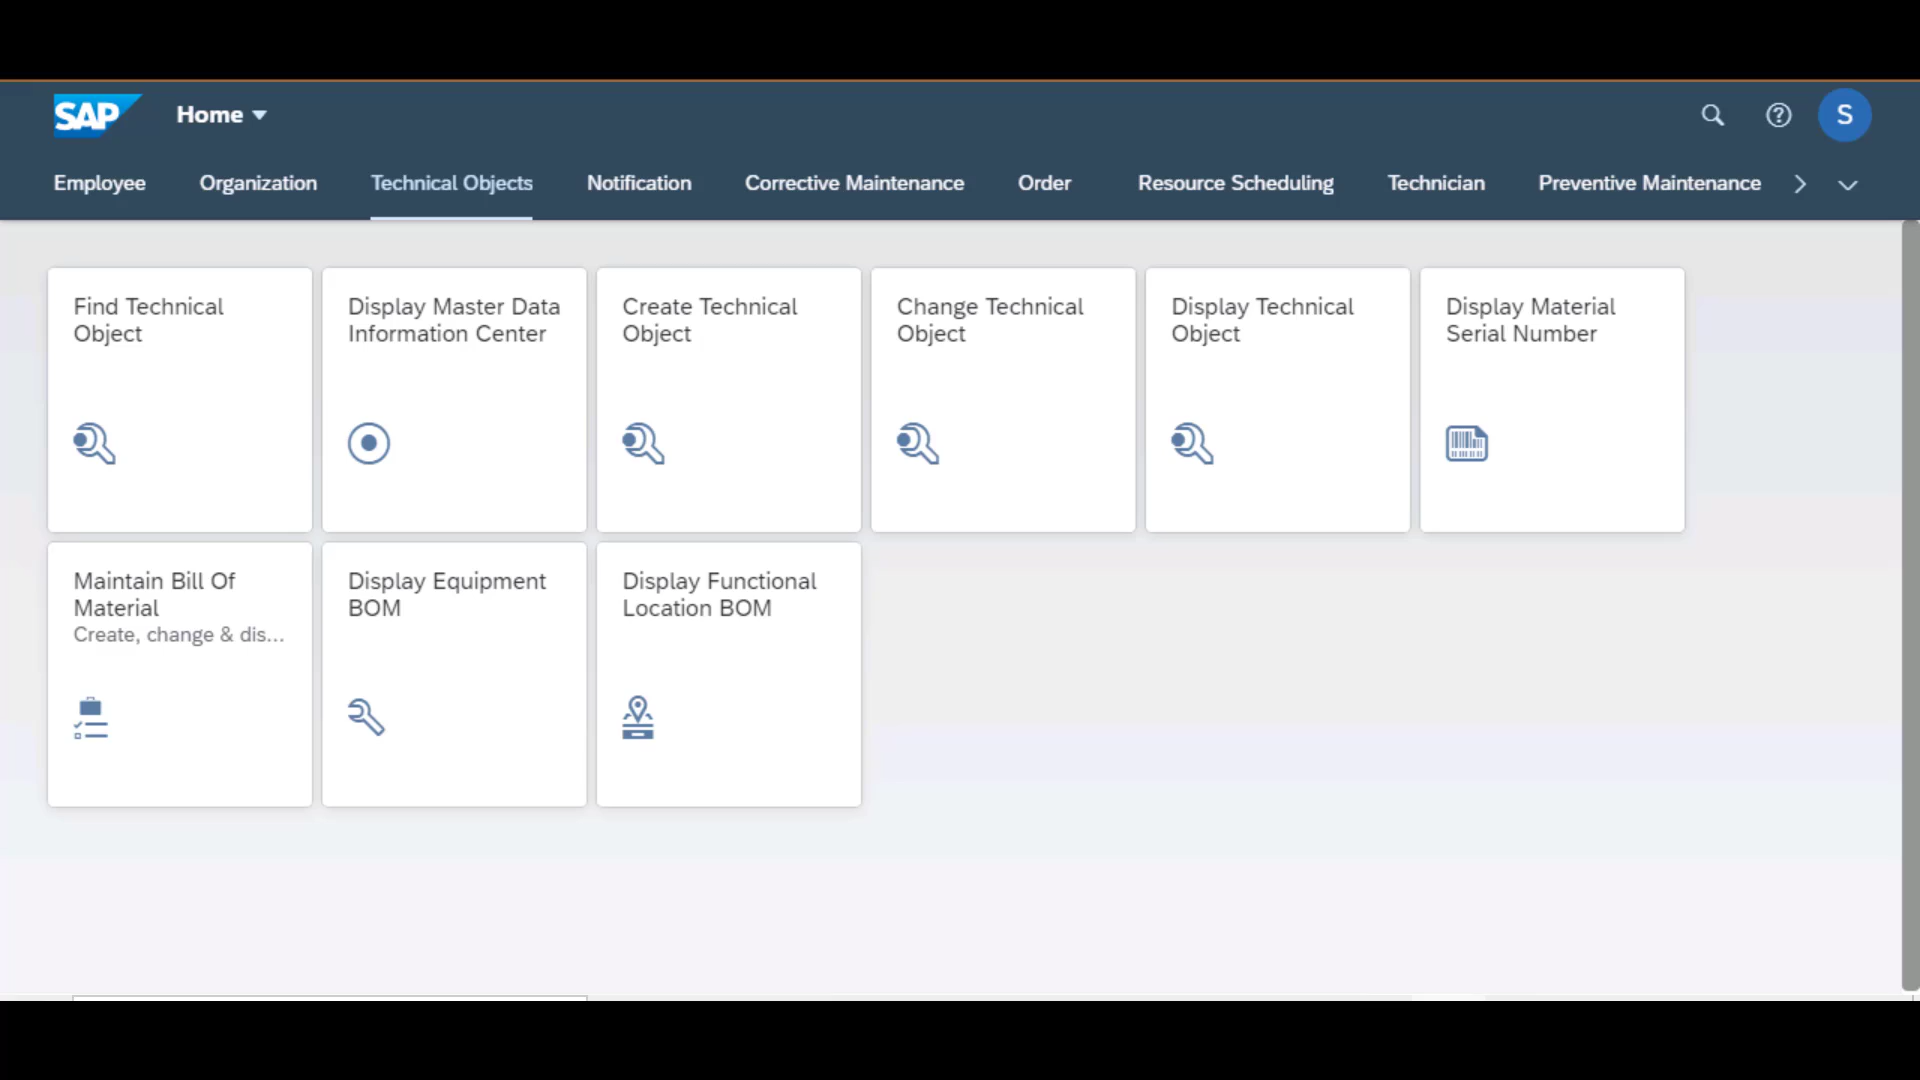 SAP
Home
S
Employee
Organization
Technical Objects
Notification
Corrective Maintenance
Order
Resource Scheduling
Technician
Preventive Maintenance
Find Technical
Object
Display Master Data
Information Center
Create Technical
Object
Change Technical
Object
Display Technical
Object
Display Material
Serial Number
Maintain Bill Of
Material
Create, change & dis...
Display Equipment
BOM
Display Functional
Location BOM